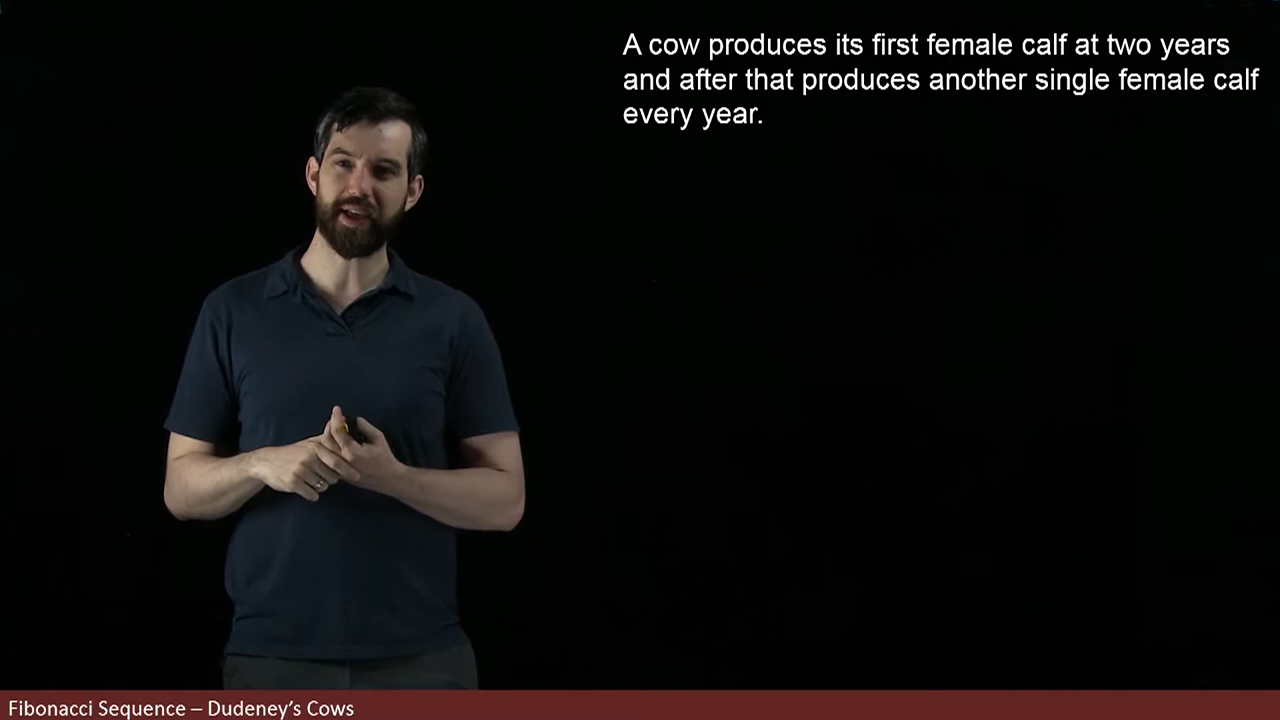 A cow produces its first female calf at two years
and after that produces another single female calf
every year.
Fibonacci Sequence – Dudeney's Cows